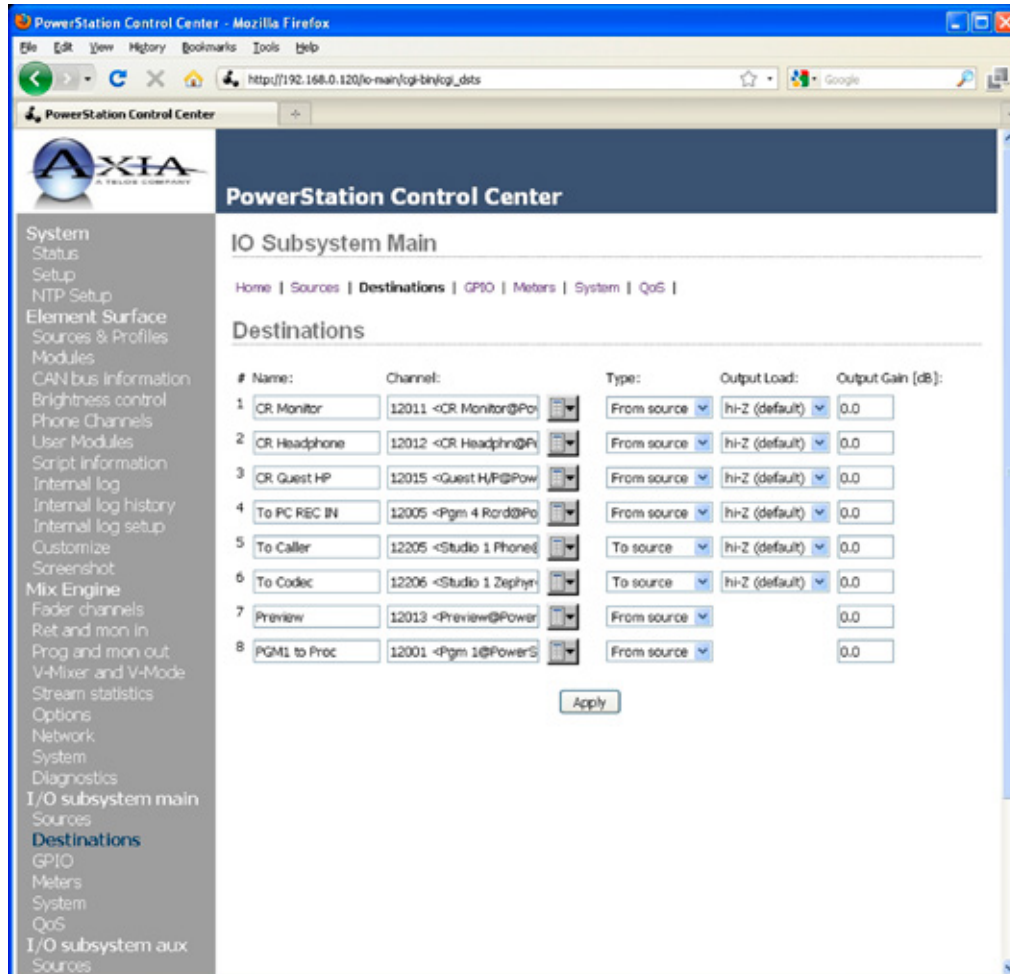 PowerStation Control Center - Mozilla Firefox
File Edit View History Bookmarks Tools Help
http://192.168.0.120/io-main/cgi-bin/cgi_dsts
Google
PowerStation Control Center
AXIA
A TELOS COMPANY
PowerStation Control Center
System
Status
Setup
NTP Setup
Element Surface
Sources & Profiles
Modules
CAN bus information
Brightness control
Phone Channels
User Modules
Script information
Internal log
Internal log history
Internal log setup
Customize
Screenshot
Mix Engine
Fader channels
Ret and mon in
Prog and mon out
V-Mixer and V-Mode
Stream statistics
Options
Network
System
Diagnostics
I/O subsystem main
Sources
Destinations
GPIO
Meters
System
QoS
I/O subsystem aux
Sources
IO Subsystem Main
Home | Sources | Destinations | GPIO | Meters | System | QoS |
Destinations
# Name: Channel: Type: Output Load: Output Gain [dB]:
1 CR Monitor 12011 <CR Monitor@Po From source hi-Z (default) 0.0
2 CR Headphone 12012 <CR Headphn@P From source hi-Z (default) 0.0
3 CR Guest HP 12015 <Guest H/P@Pow From source hi-Z (default) 0.0
4 To PC REC IN 12005 <Pgm 4 Rcrd@Po From source hi-Z (default) 0.0
5 To Caller 12205 <Studio 1 Phone@ To source hi-Z (default) 0.0
6 To Codec 12206 <Studio 1 Zephyr To source hi-Z (default) 0.0
7 Preview 12013 <Preview@Power From source 0.0
8 PGM1 to Proc 12001 <Pgm 1@PowerS From source 0.0
Apply